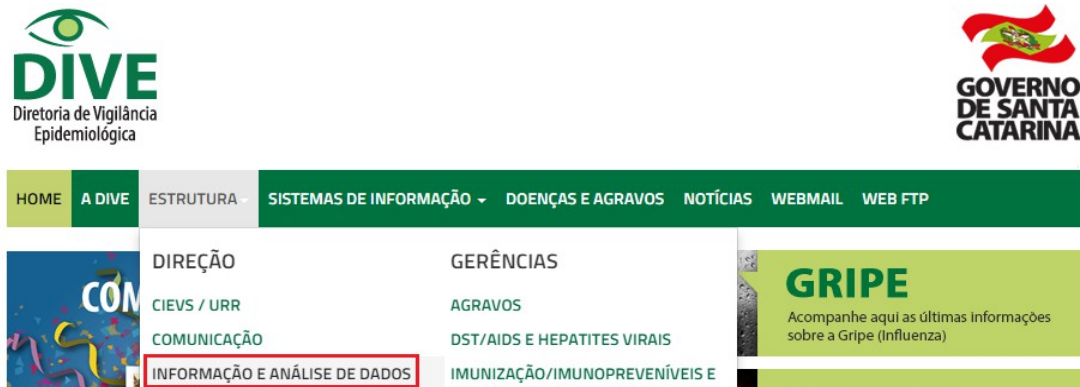 DIVE
Diretoria de Vigilância
Epidemiológica
GOVERNO
DE SANTA
CATARINA
HOME A DIVE ESTRUTURA SISTEMAS DE INFORMAÇÃO DOENÇAS E AGRAVOS NOTÍCIAS WEBMAIL WEB FTP
DIREÇÃO
CIEVS / URR
COMUNICAÇÃO
INFORMAÇÃO E ANÁLISE DE DADOS
GERÊNCIAS
AGRAVOS
DST/AIDS E HEPATITES VIRAIS
IMUNIZAÇÃO/IMUNOPREVENÍVEIS E
COM
GRIPE
Acompanhe aqui as últimas informações
sobre a Gripe (Influenza)